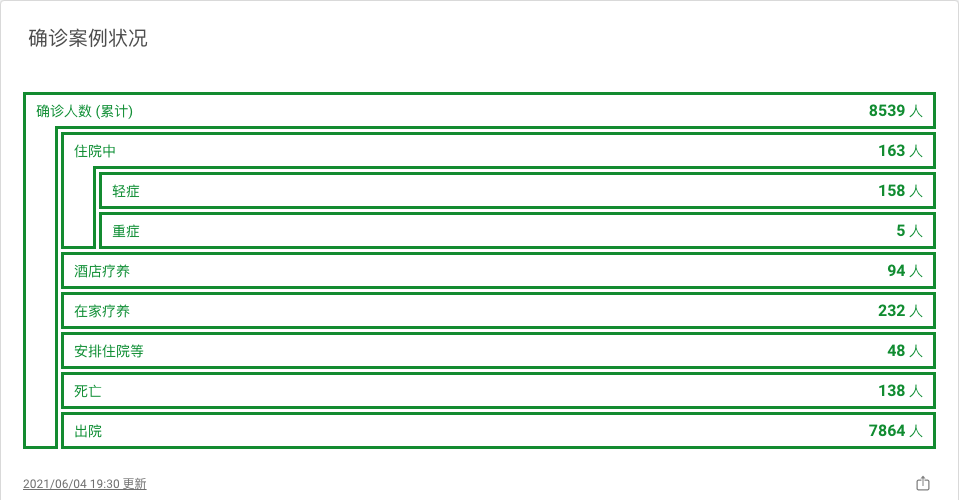 确诊案例状况
确诊人数 (累计) 8539 人
住院中 163 人
轻症 158 人
重症 5 人
酒店疗养 94 人
在家疗养 232 人
安排住院等 48 人
死亡 138 人
出院 7864 人
2021/06/04 19:30 更新